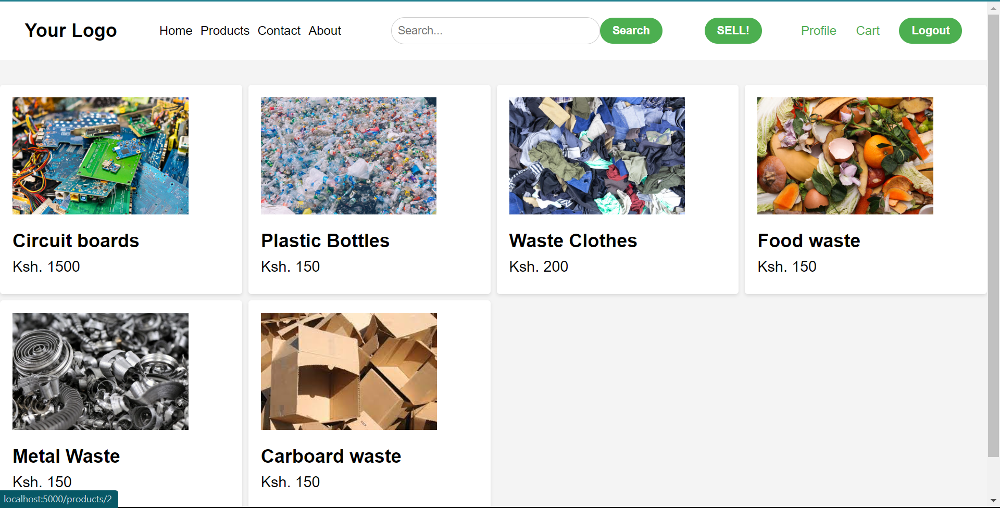 Your Logo
Home Products Contact About
Search...
Search
SELL!
Profile
Cart
Logout
Circuit boards
Ksh. 1500
Plastic Bottles
Ksh. 150
Waste Clothes
Ksh. 200
Food waste
Ksh. 150
Metal Waste
Ksh. 150
Carboard waste
Ksh. 150
localhost:5000/products/2